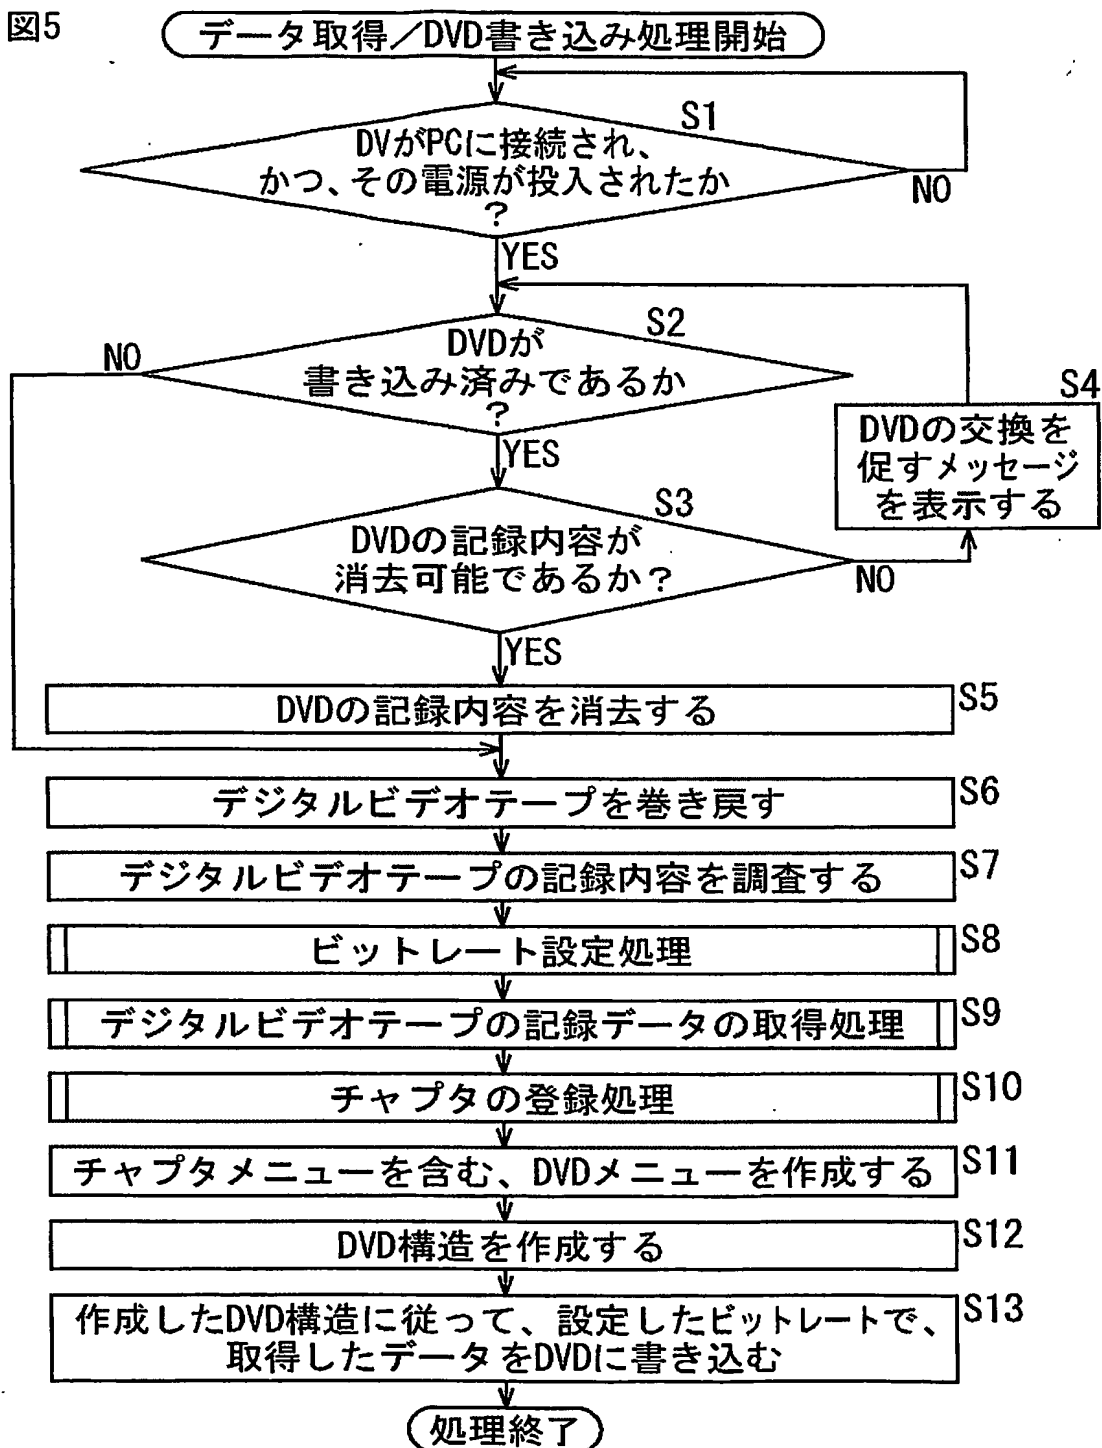 図5
データ取得／DVD書き込み処理開始
S1
DVがPCに接続され、
かつ、その電源が投入されたか
？
NO
YES
S2
DVDが
書き込み済みであるか
？
NO
YES
S4
DVDの交換を
促すメッセージ
を表示する
S3
DVDの記録内容が
消去可能であるか？
NO
YES
DVDの記録内容を消去する
S5
デジタルビデオテープを巻き戻す
S6
デジタルビデオテープの記録内容を調査する
S7
ビットレート設定処理
S8
デジタルビデオテープの記録データの取得処理
S9
チャプタの登録処理
S10
チャプタメニューを含む、DVDメニューを作成する
S11
DVD構造を作成する
S12
作成したDVD構造に従って、設定したビットレートで、
取得したデータをDVDに書き込む
S13
処理終了